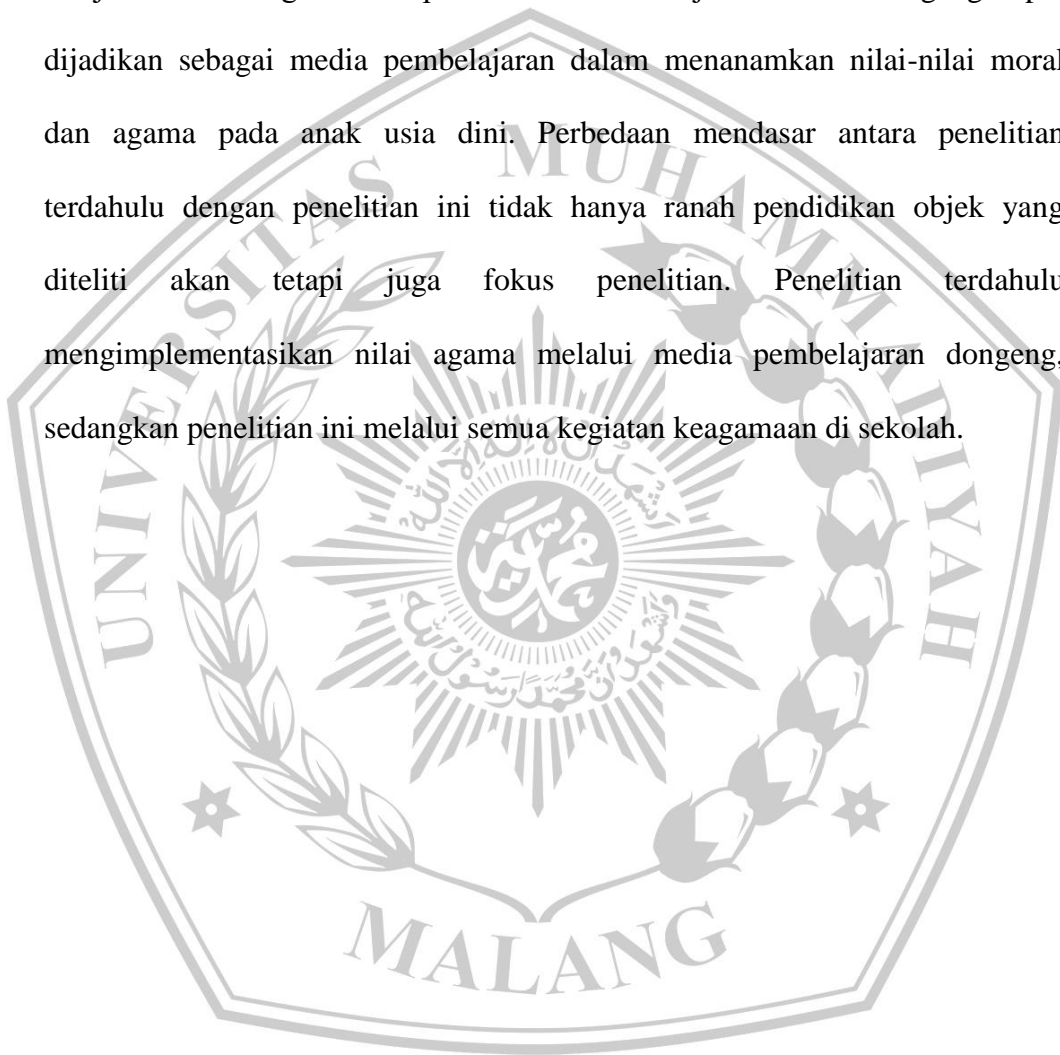 dijadikan sebagai media pembelajaran dalam menanamkan nilai-nilai moral
dan agama pada anak usia dini. Perbedaan mendasar antara penelitian
terdahulu dengan penelitian ini tidak hanya ranah pendidikan objek yang
diteliti akan tetapi juga fokus penelitian. Penelitian terdahulu
mengimplementasikan nilai agama melalui media pembelajaran dongeng,
sedangkan penelitian ini melalui semua kegiatan keagamaan di sekolah.
UNIVERSITAS MUHAMMADIYAH
MALANG